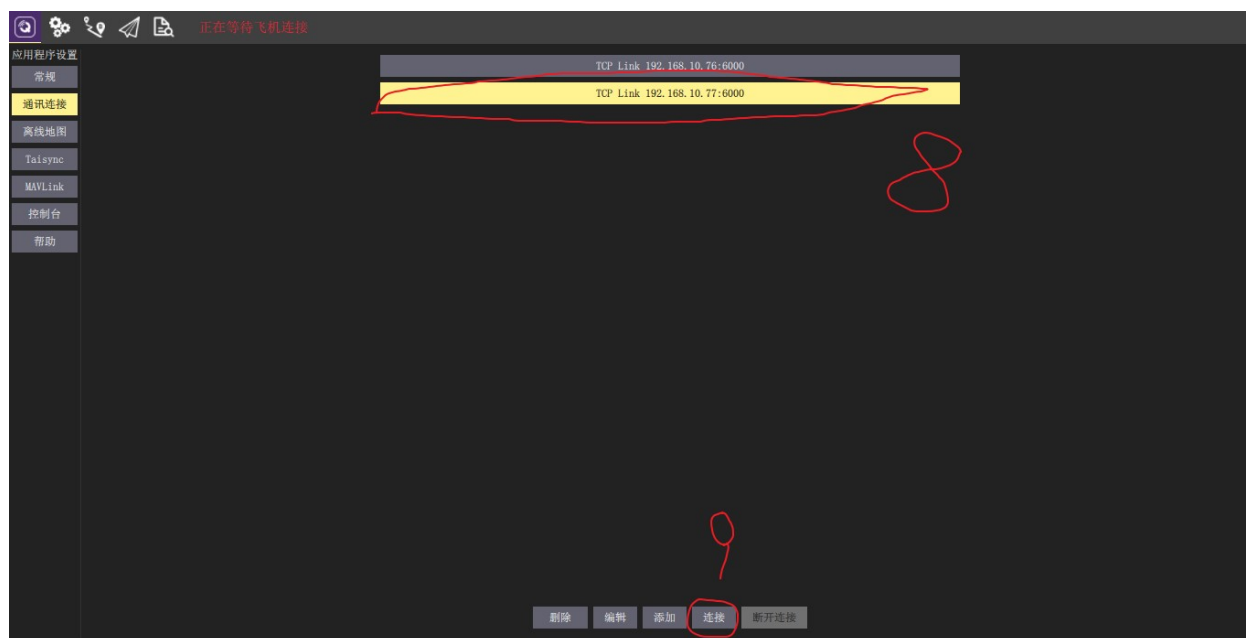 正在等待飞机连接
应用程序设置
常规
通讯连接
离线地图
Taisync
MAVLink
控制台
帮助
TCP Link 192.168.10.76:6000
TCP Link 192.168.10.77:6000
8
9
删除 编辑 添加 连接 断开连接